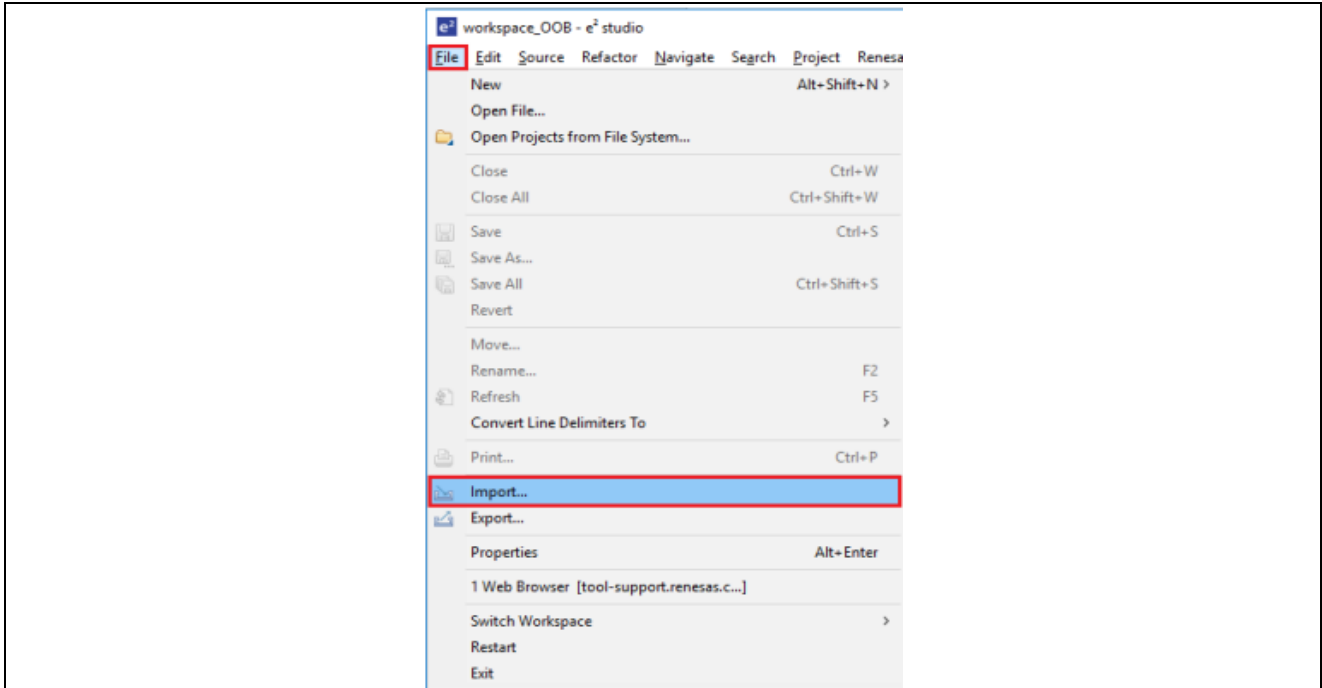 e² workspace_OOB - e² studio
File Edit Source Refactor Navigate Search Project Renesa
New Alt+Shift+N >
Open File...
Open Projects from File System...
Close Ctrl+W
Close All Ctrl+Shift+W
Save Ctrl+S
Save As...
Save All Ctrl+Shift+S
Revert
Move...
Rename... F2
Refresh F5
Convert Line Delimiters To >
Print... Ctrl+P
Import...
Export...
Properties Alt+Enter
1 Web Browser [tool-support.renesas.c...]
Switch Workspace >
Restart
Exit